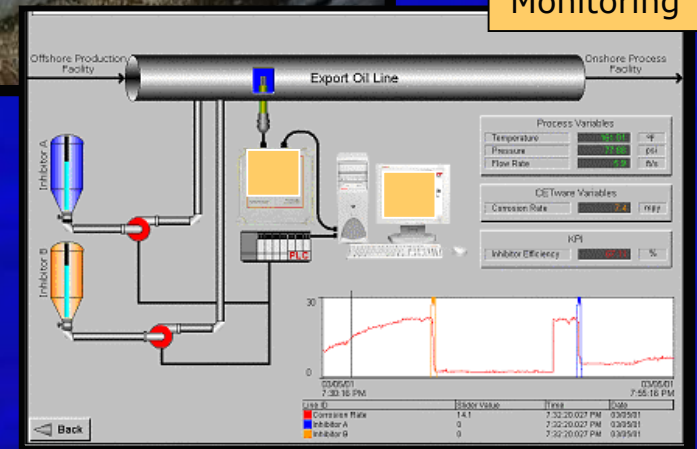 Monitoring
Offshore Production
Facility
Export Oil Line
Onshore Process
Facility
Inhibitor A
Process Variables
Temperature °F
Pressure psi
Flow Rate ft/s
CETware Variables
Corrosion Rate mpy
KPI
Inhibitor Efficiency %
Inhibitor B
PLC
30
0
03/05/01
7:30:16 PM
03/05/01
7:55:16 PM
Line ID Slider Value Time Date
Corrosion Rate 14.1 7:32:20.027 PM 03/05/01
Inhibitor A 0 7:32:20.027 PM 03/05/01
Inhibitor B 0 7:32:20.027 PM 03/05/01
Back